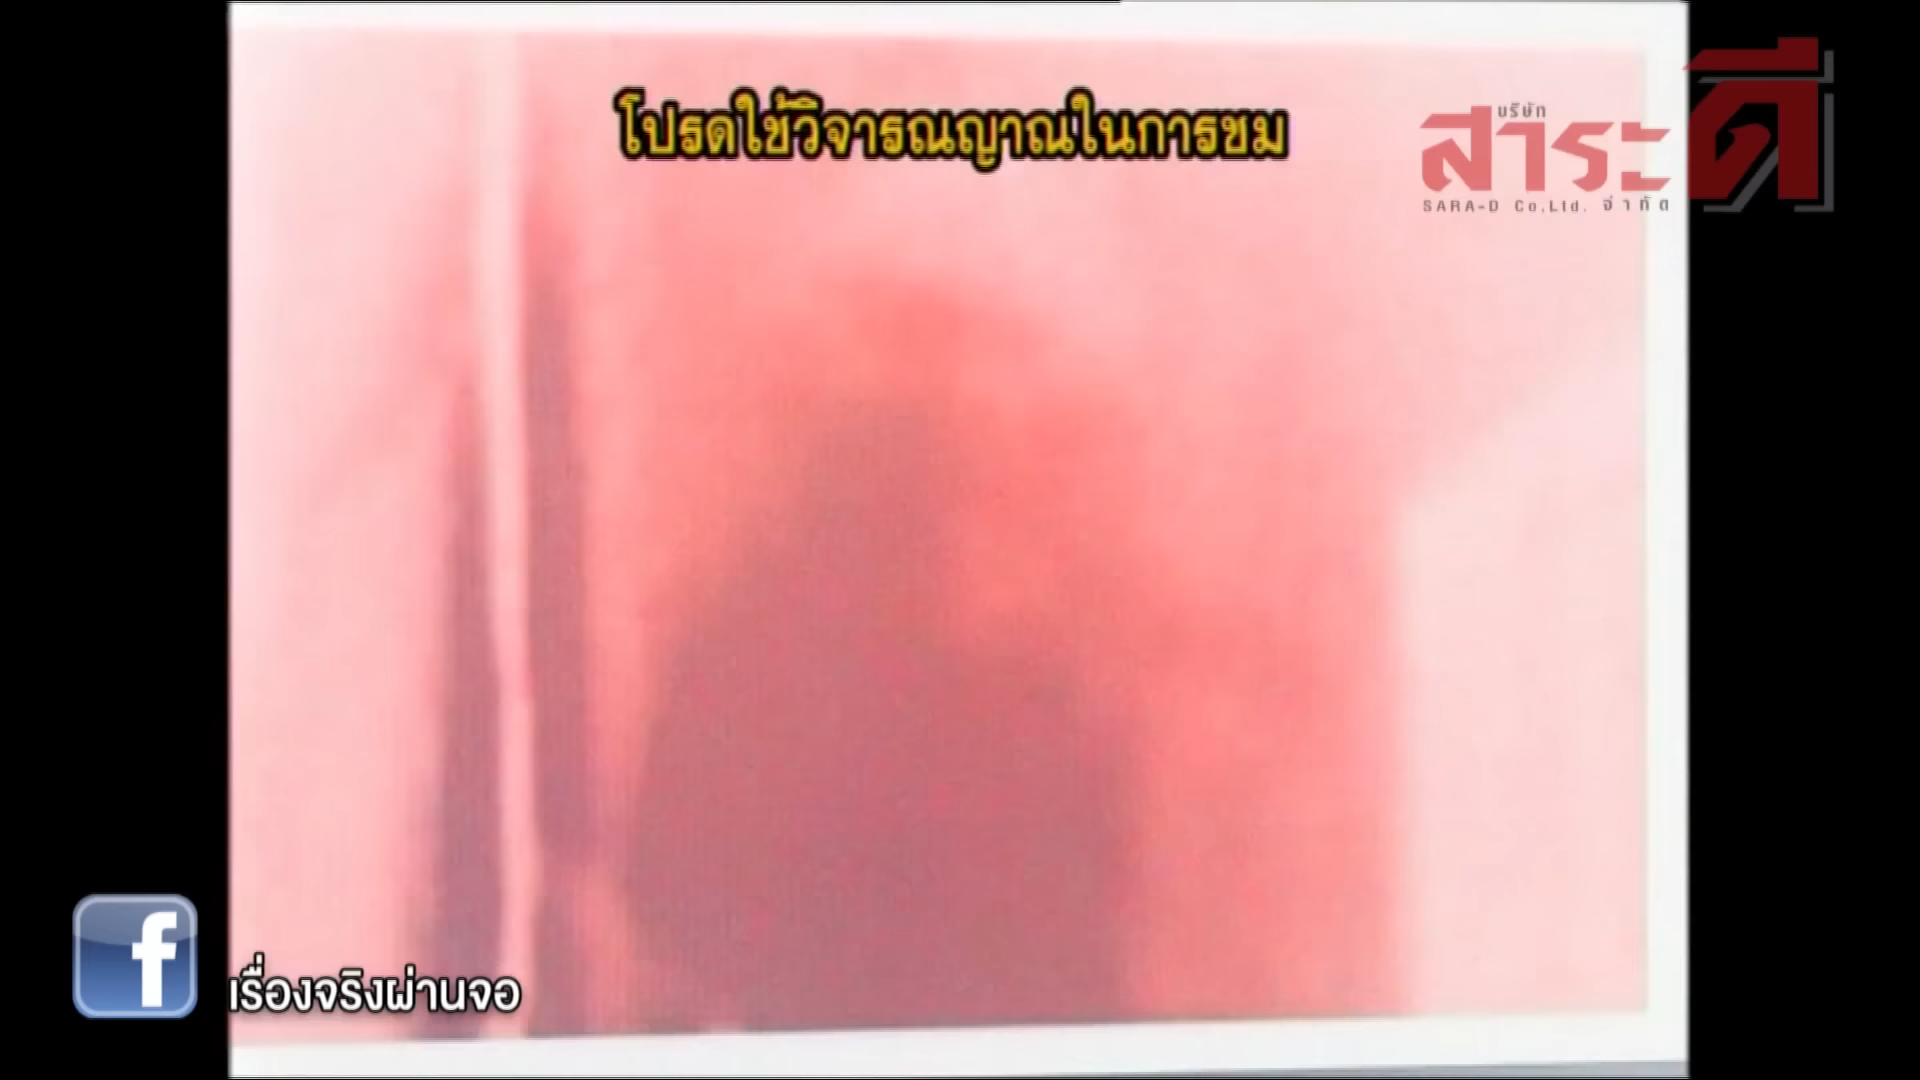 โปรดใช้วิจารณญาณในการชม
บริษัท
สาระดี
SARA-D Co.,Ltd. จำกัด
f
เรื่องจริงผ่านจอ